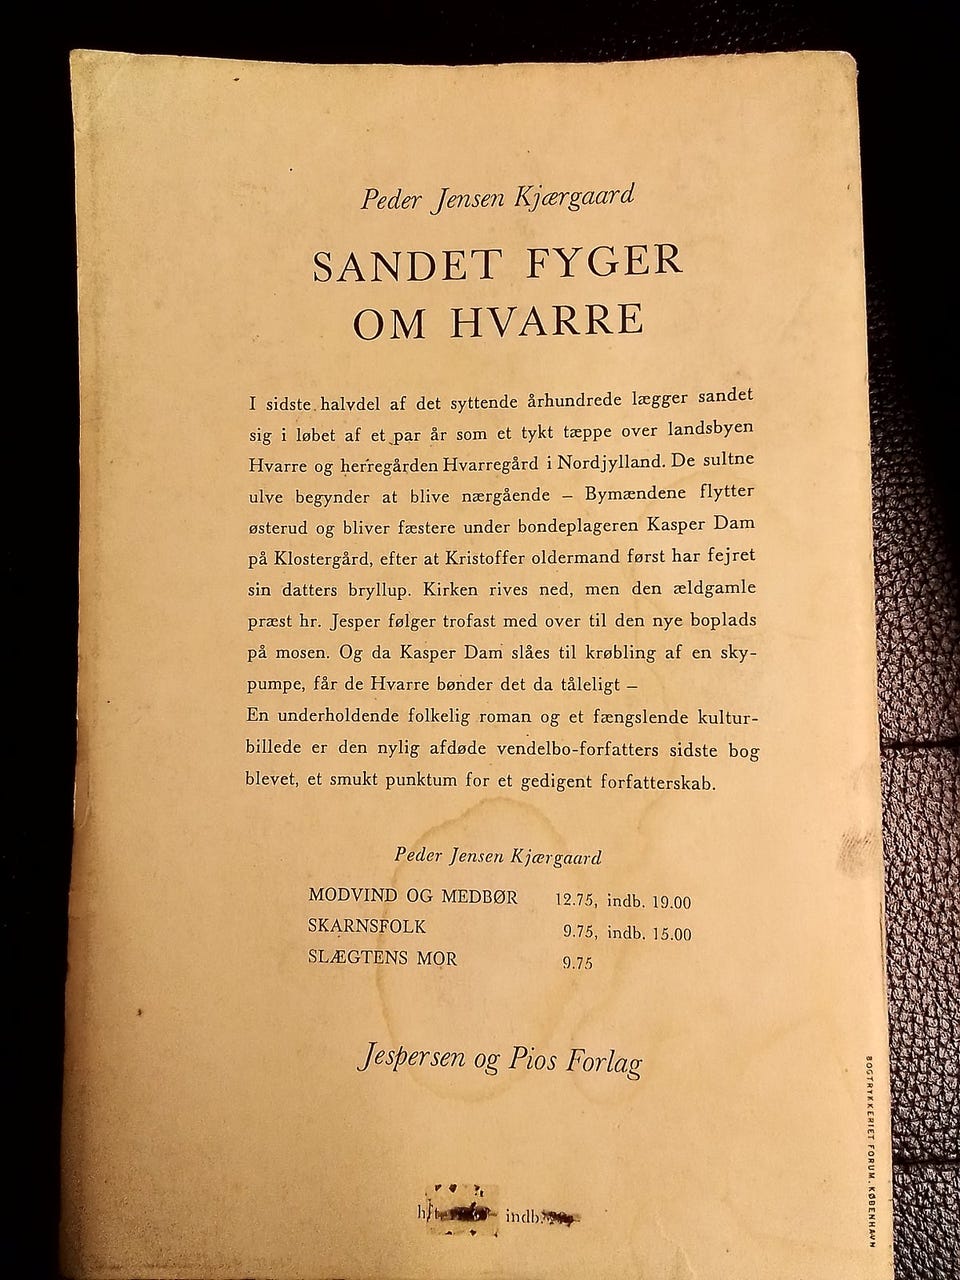 Peder Jensen Kjærgaard
SANDET FYGER
OM HVARRE
I sidste halvdel af det syttende århundrede lægger sandet
sig i løbet af et par år som et tykt tæppe over landsbyen
Hvarre og herregården Hvarregård i Nordjylland. De sultne
ulve begynder at blive nærgående – Bymændene flytter
østerud og bliver fæstere under bondeplageren Kasper Dam
på Klostergård, efter at Kristoffer oldermand først har fejret
sin datters bryllup. Kirken rives ned, men den ældgamle
præst hr. Jesper følger trofast med over til den nye boplads
på mosen. Og da Kasper Dam slåes til krøbling af en sky-
pumpe, får de Hvarre bønder det da tåleligt –
En underholdende folkelig roman og et fængslende kultur-
billede er den nylig afdøde vendelbo-forfatters sidste bog
blevet, et smukt punktum for et gedigent forfatterskab.
Peder Jensen Kjærgaard
MODVIND OG MEDBØR 12.75, indb. 19.00
SKARNSFOLK 9.75, indb. 15.00
SLÆGTENS MOR 9.75
Jespersen og Pios Forlag
indb.
BOGTRYKKERIET FORUM. KØBENHAVN